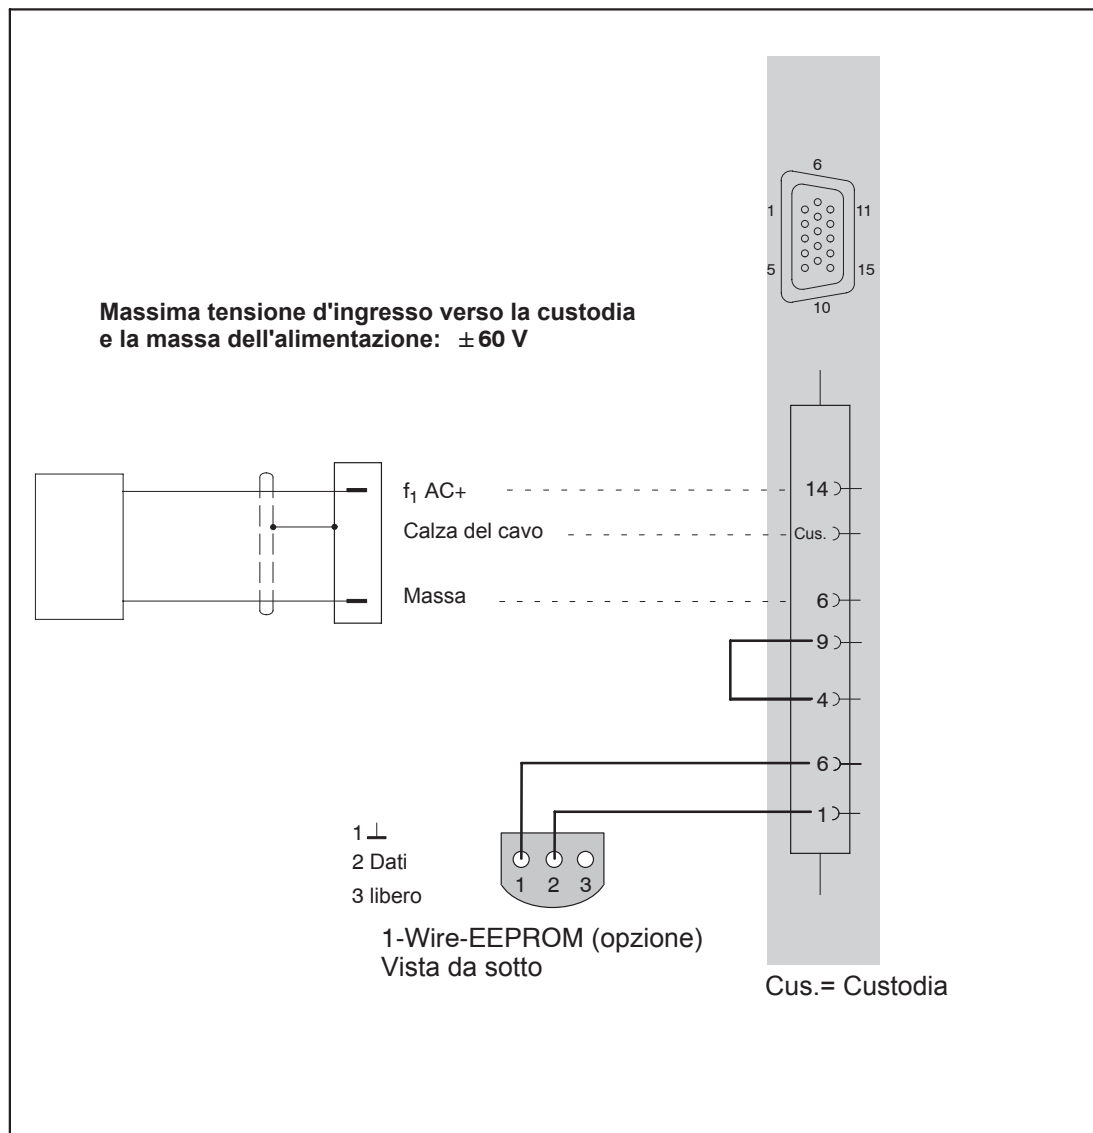 6
1
11
5
15
10
Massima tensione d'ingresso verso la custodia
e la massa dell'alimentazione: ± 60 V
f1 AC+
14
Calza del cavo
Cus.
Massa
6
9
4
6
1
1 ⊥
2 Dati
3 libero
1 2 3
1-Wire-EEPROM (opzione)
Vista da sotto
Cus.= Custodia